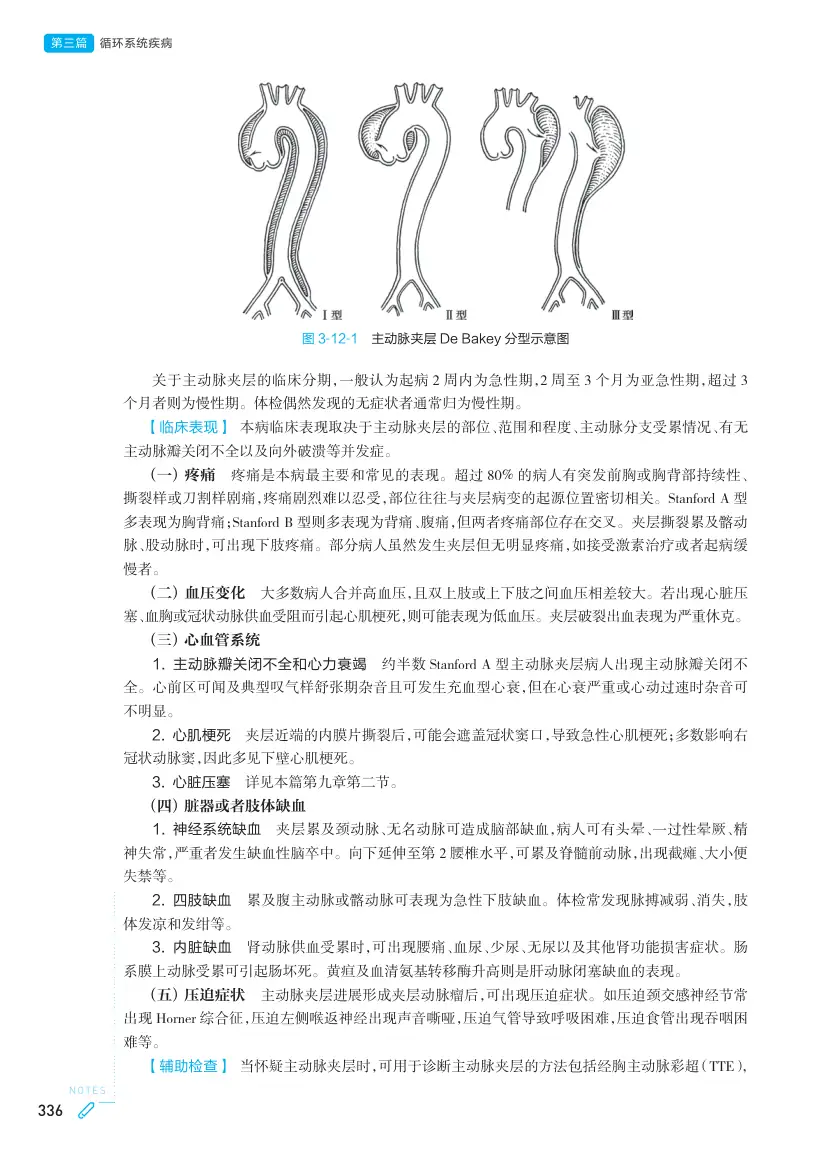 第三篇 循环系统疾病
Ⅰ型 Ⅱ型 Ⅲ型
图 3-12-1 主动脉夹层 De Bakey 分型示意图
关于主动脉夹层的临床分期,一般认为起病 2 周内为急性期,2 周至 3 个月为亚急性期,超过 3
个月者则为慢性期。体检偶然发现的无症状者通常归为慢性期。
【临床表现】 本病临床表现取决于主动脉夹层的部位、范围和程度、主动脉分支受累情况、有无
主动脉瓣关闭不全以及向外破溃等并发症。
(一)疼痛 疼痛是本病最主要和常见的表现。超过 80% 的病人有突发前胸或胸背部持续性、
撕裂样或刀割样剧痛,疼痛剧烈难以忍受,部位往往与夹层病变的起源位置密切相关。Stanford A 型
多表现为胸背痛;Stanford B 型则多表现为背痛、腹痛,但两者疼痛部位存在交叉。夹层撕裂累及髂动
脉、股动脉时,可出现下肢疼痛。部分病人虽然发生夹层但无明显疼痛,如接受激素治疗或者起病缓
慢者。
(二)血压变化 大多数病人合并高血压,且双上肢或上下肢之间血压相差较大。若出现心脏压
塞、血胸或冠状动脉供血受阻而引起心肌梗死,则可能表现为低血压。夹层破裂出血表现为严重休克。
(三)心血管系统
1. 主动脉瓣关闭不全和心力衰竭 约半数 Stanford A 型主动脉夹层病人出现主动脉瓣关闭不
全。心前区可闻及典型叹气样舒张期杂音且可发生充血型心衰,但在心衰严重或心动过速时杂音可
不明显。
2. 心肌梗死 夹层近端的内膜片撕裂后,可能会遮盖冠状窦口,导致急性心肌梗死;多数影响右
冠状动脉窦,因此多见下壁心肌梗死。
3. 心脏压塞 详见本篇第九章第二节。
(四)脏器或者肢体缺血
1. 神经系统缺血 夹层累及颈动脉、无名动脉可造成脑部缺血,病人可有头晕、一过性晕厥、精
神失常,严重者发生缺血性脑卒中。向下延伸至第 2 腰椎水平,可累及脊髓前动脉,出现截瘫、大小便
失禁等。
2. 四肢缺血 累及腹主动脉或髂动脉可表现为急性下肢缺血。体检常发现脉搏减弱、消失,肢
体发凉和发绀等。
3. 内脏缺血 肾动脉供血受累时,可出现腰痛、血尿、少尿、无尿以及其他肾功能损害症状。肠
系膜上动脉受累可引起肠坏死。黄疸及血清氨基转移酶升高则是肝动脉闭塞缺血的表现。
(五)压迫症状 主动脉夹层进展形成夹层动脉瘤后,可出现压迫症状。如压迫颈交感神经节常
出现 Horner 综合征,压迫左侧喉返神经出现声音嘶哑,压迫气管导致呼吸困难,压迫食管出现吞咽困
难等。
【辅助检查】 当怀疑主动脉夹层时,可用于诊断主动脉夹层的方法包括经胸主动脉彩超(TTE),
NOTES
336